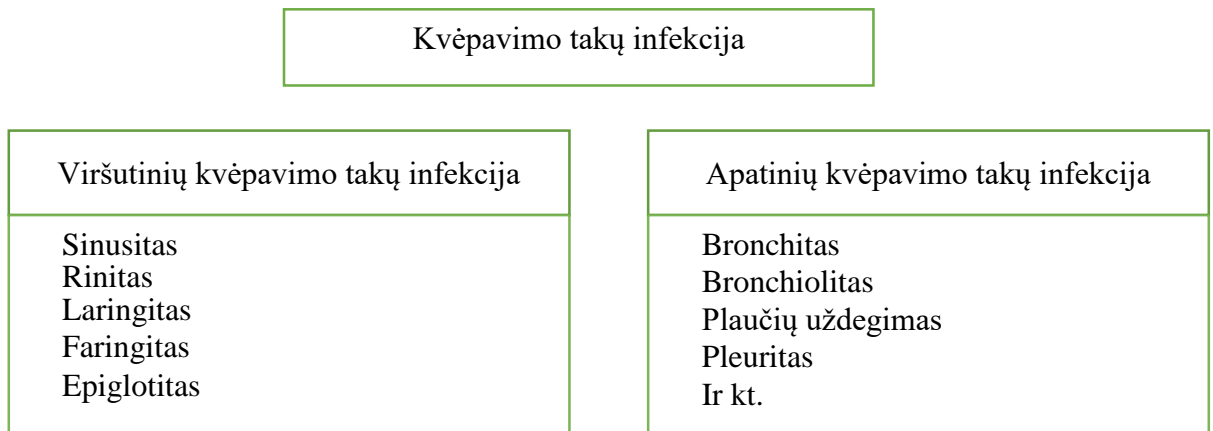 Kvėpavimo takų infekcija
Viršutinių kvėpavimo takų infekcija
Sinusitas
Rinitas
Laringitas
Faringitas
Epiglotitas
Apatinių kvėpavimo takų infekcija
Bronchitas
Bronchiolitas
Plaučių uždegimas
Pleuritas
Ir kt.